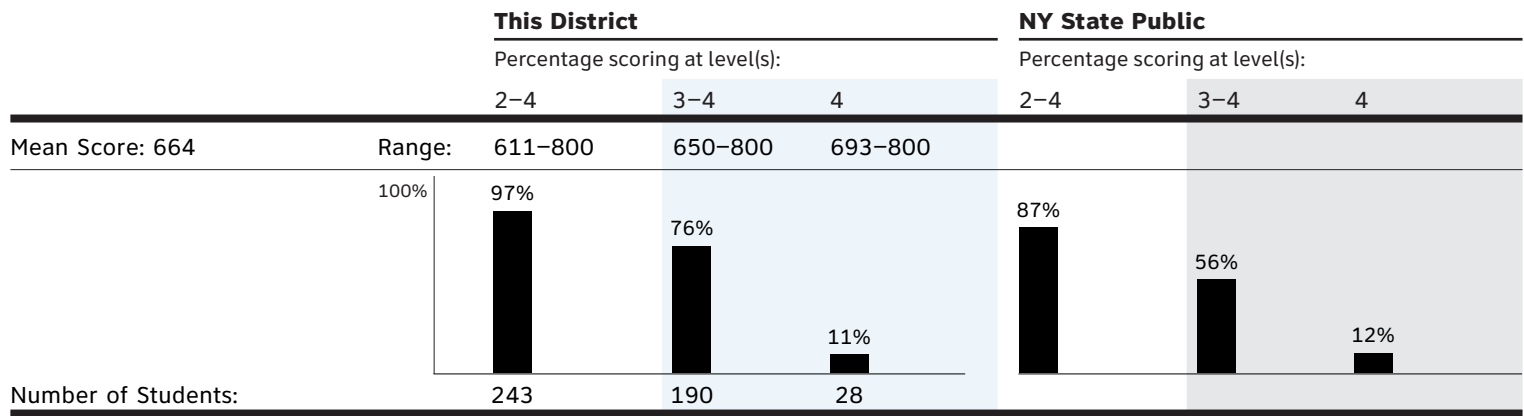 This District NY State Public
Percentage scoring at level(s): Percentage scoring at level(s):
2–4 3–4 4 2–4 3–4 4
Mean Score: 664 Range: 611–800 650–800 693–800
100% 97% 76% 11% 87% 56% 12%
Number of Students: 243 190 28